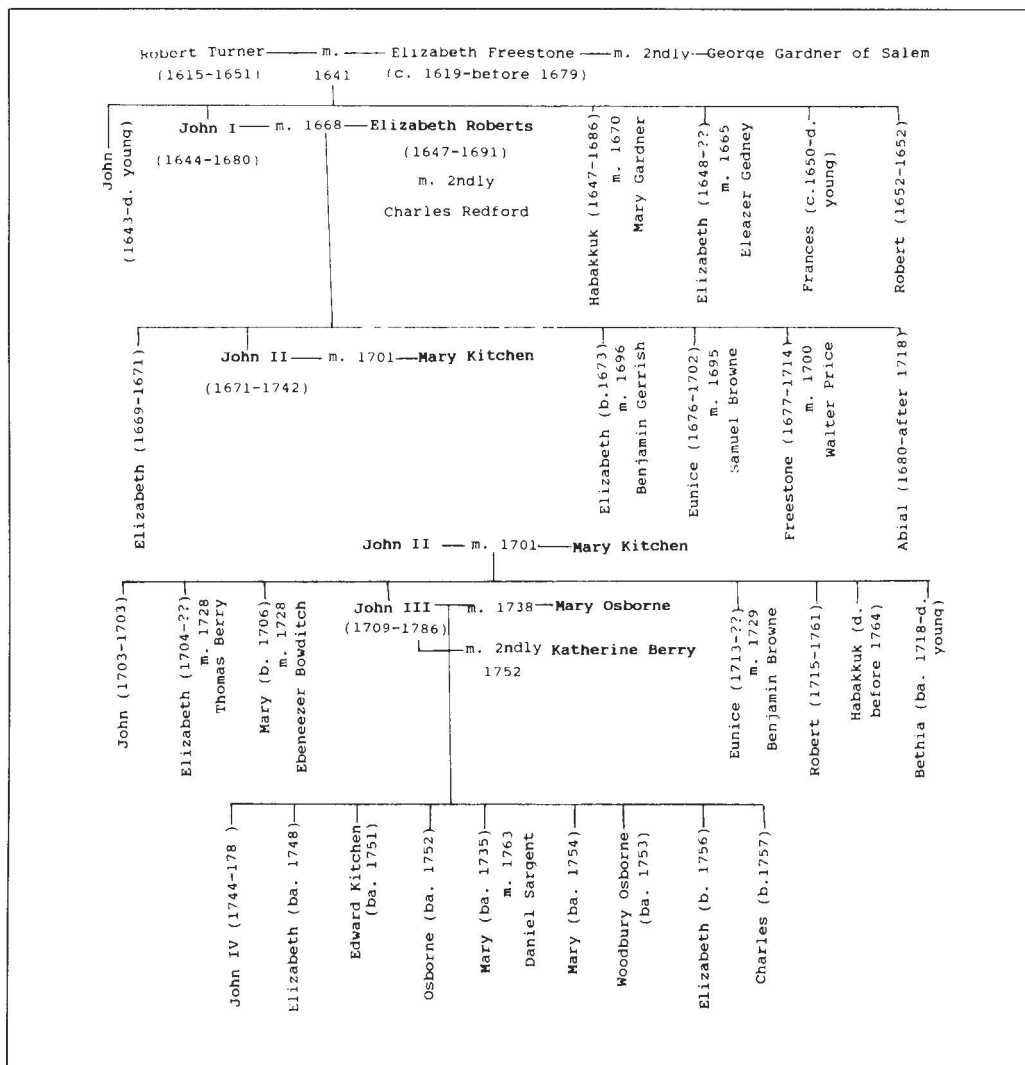 Robert Turner m. Elizabeth Freestone m. 2ndly George Gardner of Salem
(1615-1651) 1641 (c. 1619-before 1679)
John
(1643-d. young)
John I m. 1668 Elizabeth Roberts
(1644-1680) (1647-1691)
m. 2ndly
Charles Redford
Habakkuk (1647-1686)
m. 1670
Mary Gardner
Elizabeth (1648-??)
m. 1665
Eleazer Gedney
Frances (c.1650-d.
young)
Robert (1652-1652)
Elizabeth (1669-1671)
John II m. 1701 Mary Kitchen
(1671-1742)
Elizabeth (b.1673)
m. 1696
Benjamin Gerrish
Eunice (1676-1702)
m. 1695
Samuel Browne
Freestone (1677-1714)
m. 1700
Walter Price
Abial (1680-after 1718)
John II m. 1701 Mary Kitchen
John (1703-1703)
Elizabeth (1704-??)
m. 1728
Thomas Berry
Mary (b. 1706)
m. 1728
Ebeneezer Bowditch
John III m. 1738 Mary Osborne
(1709-1786)
m. 2ndly Katherine Berry
1752
Eunice (1713-??)
m. 1729
Benjamin Browne
Robert (1715-1761)
Habakkuk (d.
before 1764)
Bethia (ba. 1718-d.
young)
John IV (1744-178 )
Elizabeth (ba. 1748)
Edward Kitchen
(ba. 1751)
Osborne (ba. 1752)
Mary (ba. 1735)
m. 1763
Daniel Sargent
Mary (ba. 1754)
Woodbury Osborne
(ba. 1753)
Elizabeth (b. 1756)
Charles (b.1757)